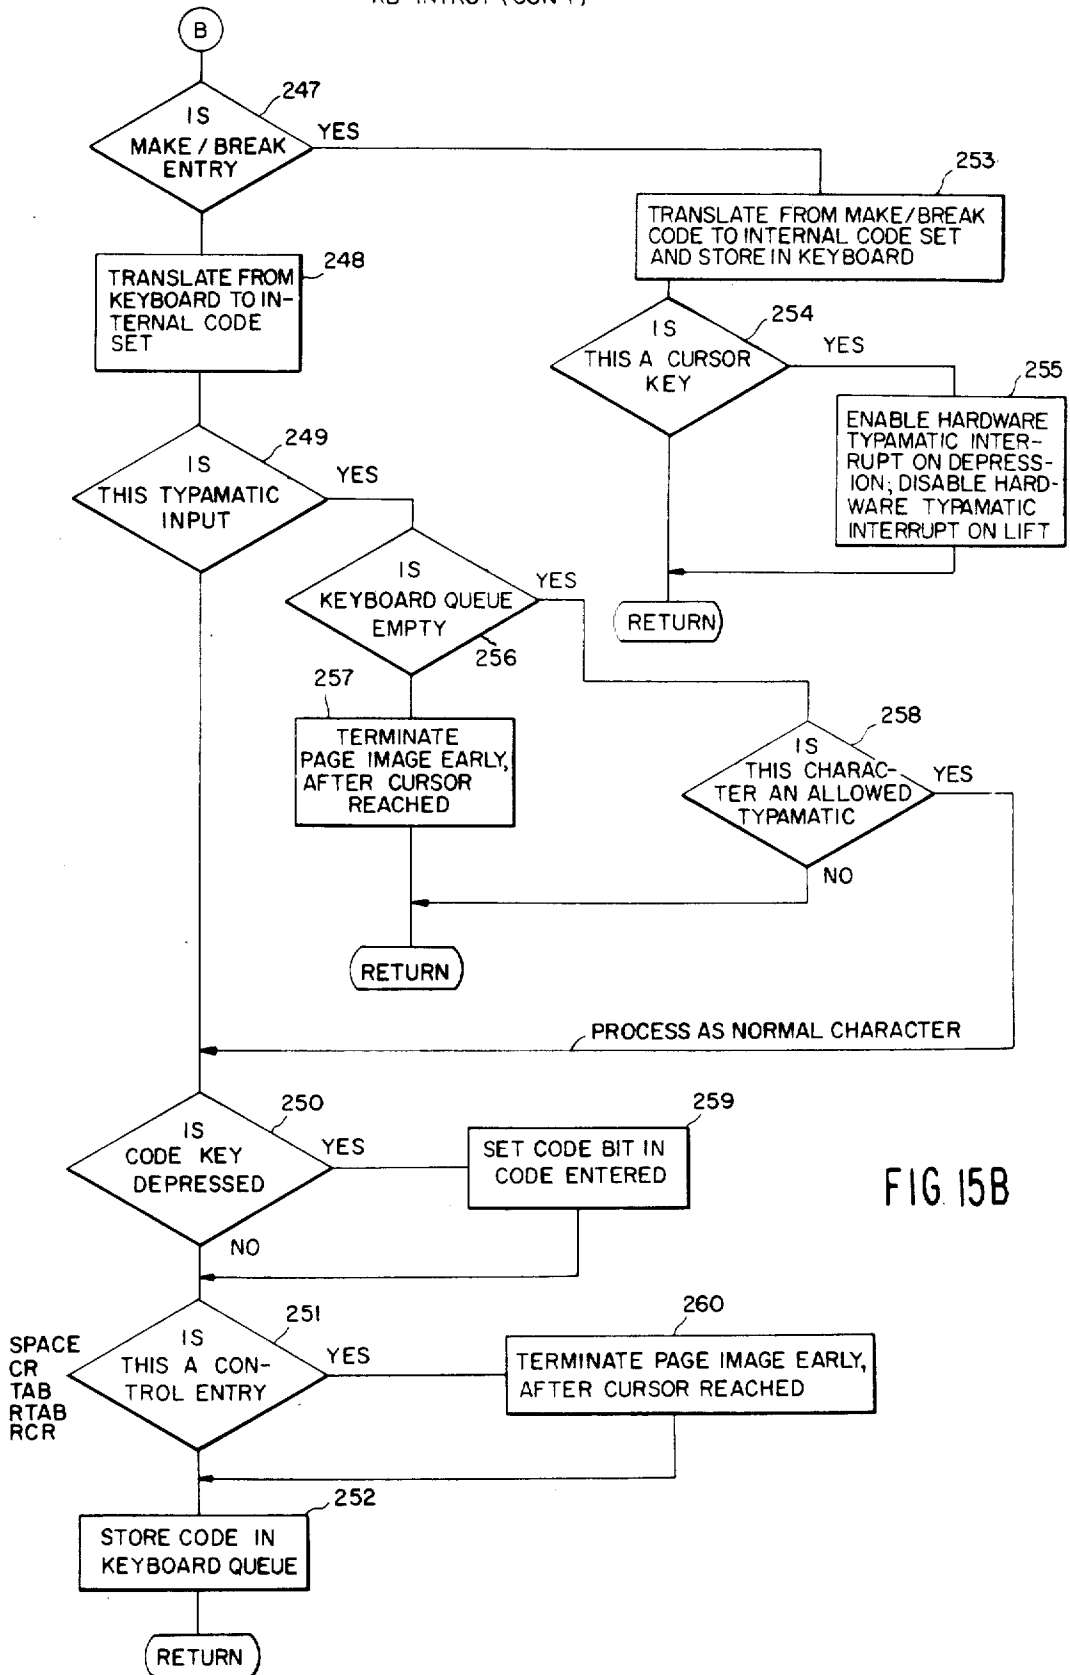 B
247
IS
MAKE / BREAK
ENTRY
YES
253
TRANSLATE FROM MAKE/BREAK
CODE TO INTERNAL CODE SET
AND STORE IN KEYBOARD
248
TRANSLATE FROM
KEYBOARD TO IN-
TERNAL CODE
SET
254
IS
THIS A CURSOR
KEY
YES
255
ENABLE HARDWARE
TYPAMATIC INTER-
RUPT ON DEPRESS-
ION; DISABLE HARD-
WARE TYPAMATIC
INTERRUPT ON LIFT
RETURN
249
IS
THIS TYPAMATIC
INPUT
YES
IS
KEYBOARD QUEUE
EMPTY
YES
256
257
TERMINATE
PAGE IMAGE EARLY,
AFTER CURSOR
REACHED
258
IS
THIS CHARAC-
TER AN ALLOWED
TYPAMATIC
YES
NO
RETURN
PROCESS AS NORMAL CHARACTER
250
IS
CODE KEY
DEPRESSED
YES
NO
259
SET CODE BIT IN
CODE ENTERED
FIG 15B
SPACE
CR
TAB
RTAB
RCR
251
IS
THIS A CON-
TROL ENTRY
YES
260
TERMINATE PAGE IMAGE EARLY,
AFTER CURSOR REACHED
252
STORE CODE IN
KEYBOARD QUEUE
RETURN